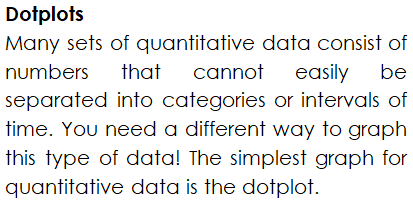 Dotplots
Many sets of quantitative data consist of
numbers that cannot easily be
separated into categories or intervals of
time. You need a different way to graph
this type of data! The simplest graph for
quantitative data is the dotplot.